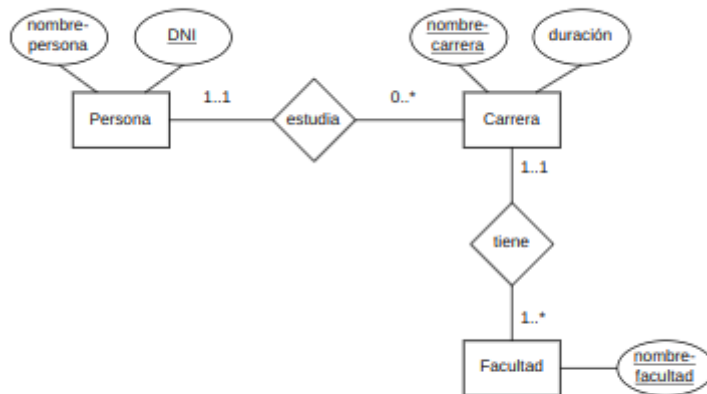 nombre-
persona
DNI
nombre-
carrera
duración
Persona
1..1
estudia
0..*
Carrera
1..1
tiene
1..*
Facultad
nombre-
facultad